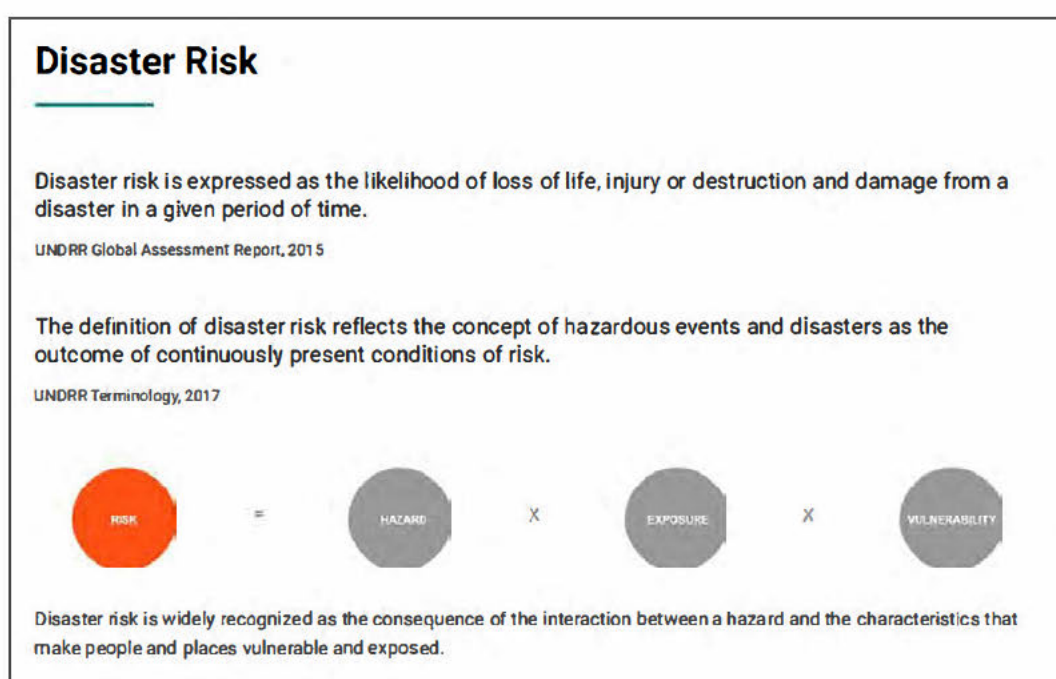 Disaster Risk
Disaster risk is expressed as the likelihood of loss of life, injury or destruction and damage from a
disaster in a given period of time.
UNDRR Global Assessment Report, 2015
The definition of disaster risk reflects the concept of hazardous events and disasters as the
outcome of continuously present conditions of risk.
UNDRR Terminology, 2017
RISK = HAZARD X EXPOSURE X VULNERABILITY
Disaster risk is widely recognized as the consequence of the interaction between a hazard and the characteristics that
make people and places vulnerable and exposed.